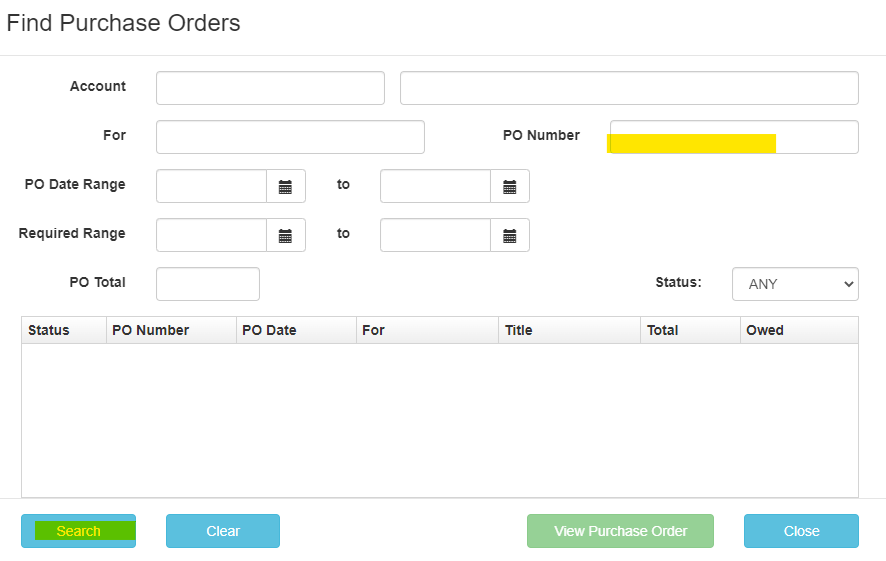 Find Purchase Orders
Account
For PO Number
PO Date Range to
Required Range to
PO Total Status: ANY
Status PO Number PO Date For Title Total Owed
Search Clear View Purchase Order Close